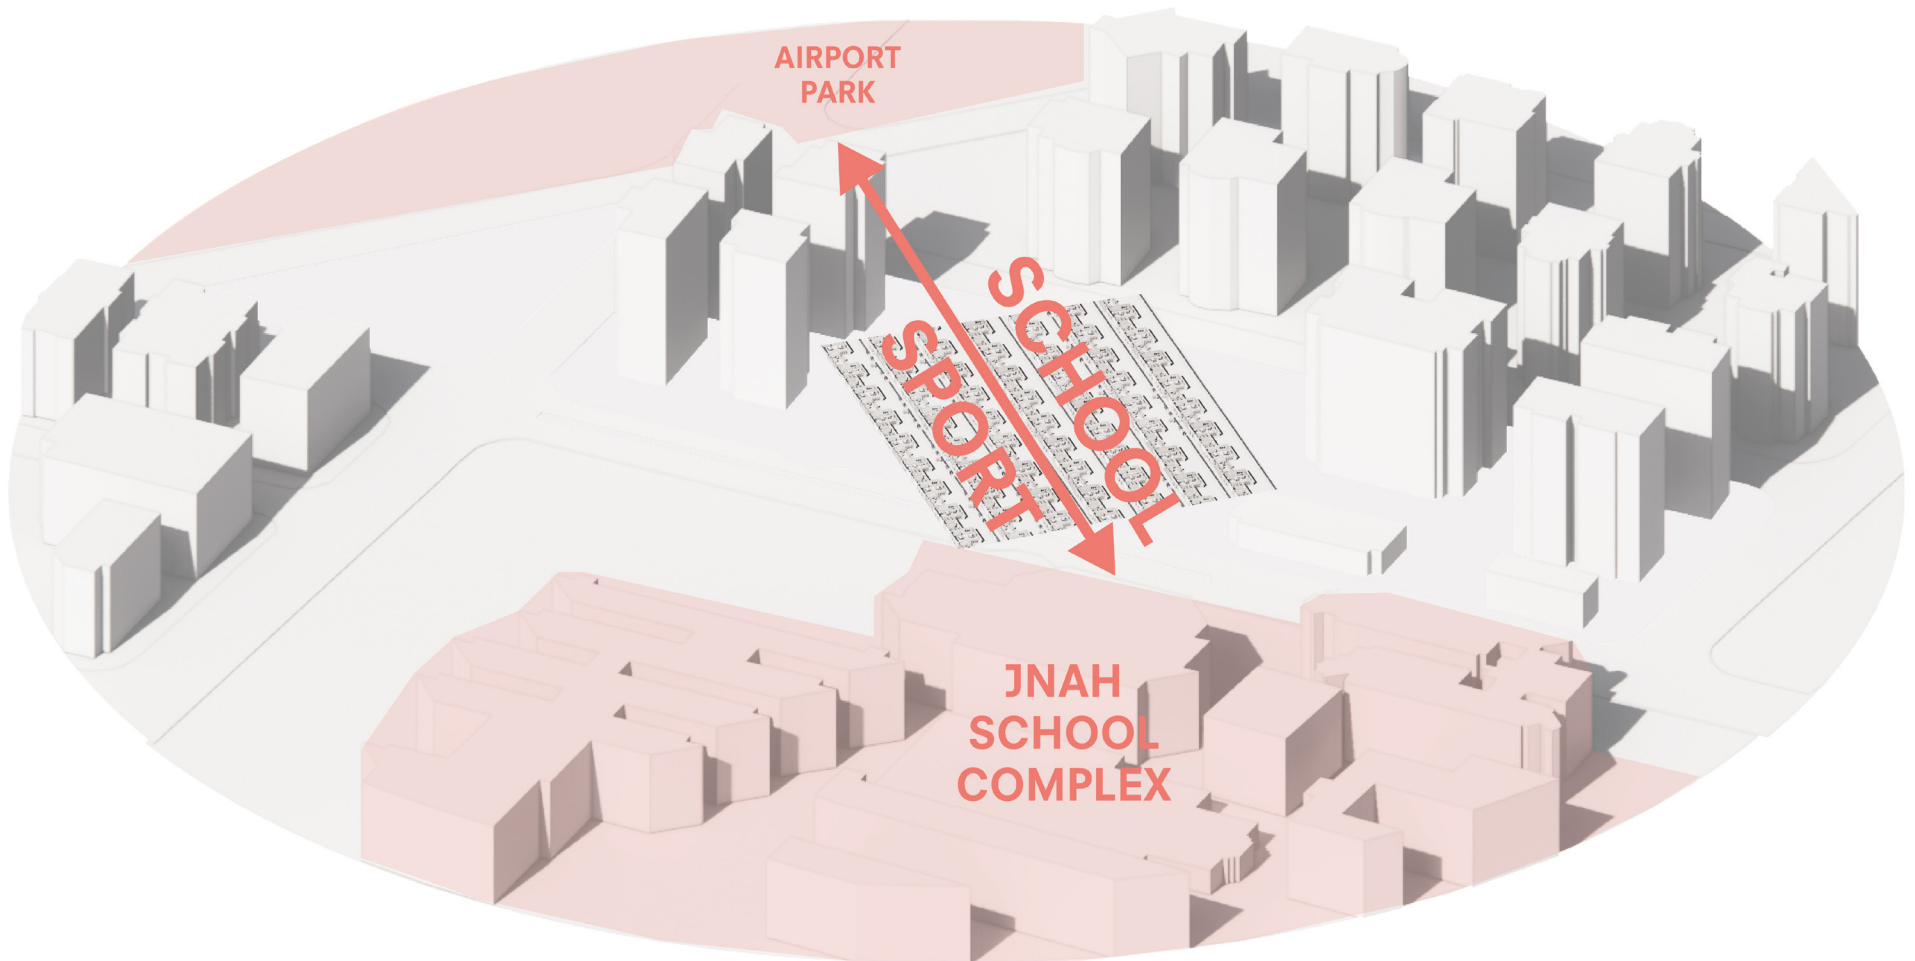 AIRPORT
PARK
SCHOOL
SPORT
JNAH
SCHOOL
COMPLEX